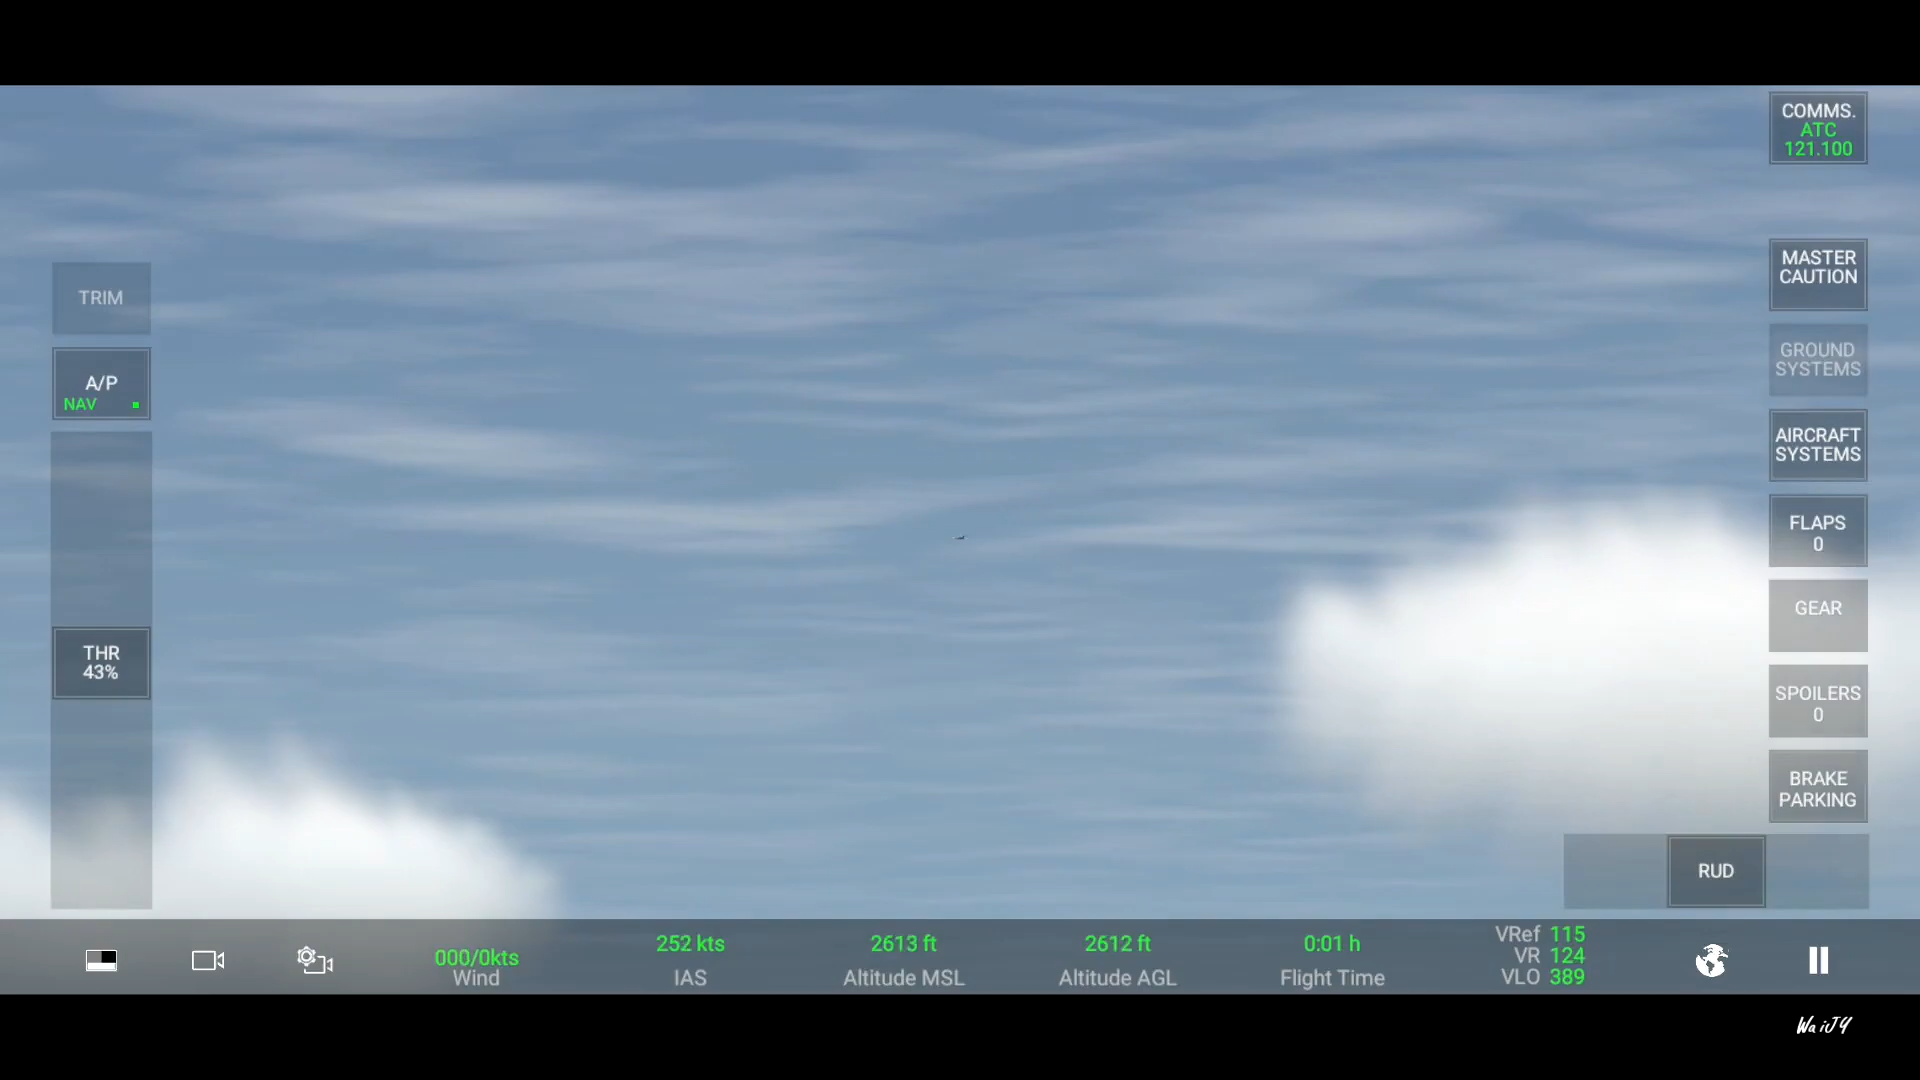 COMMS.
ATC
121.100
MASTER
CAUTION
TRIM
GROUND
SYSTEMS
A/P
NAV
AIRCRAFT
SYSTEMS
FLAPS
0
GEAR
THR
43%
SPOILERS
0
BRAKE
PARKING
RUD
000/0kts
Wind
252 kts
IAS
2613 ft
Altitude MSL
2612 ft
Altitude AGL
0:01 h
Flight Time
VRef 115
VR 124
VLO 389
WaiJY